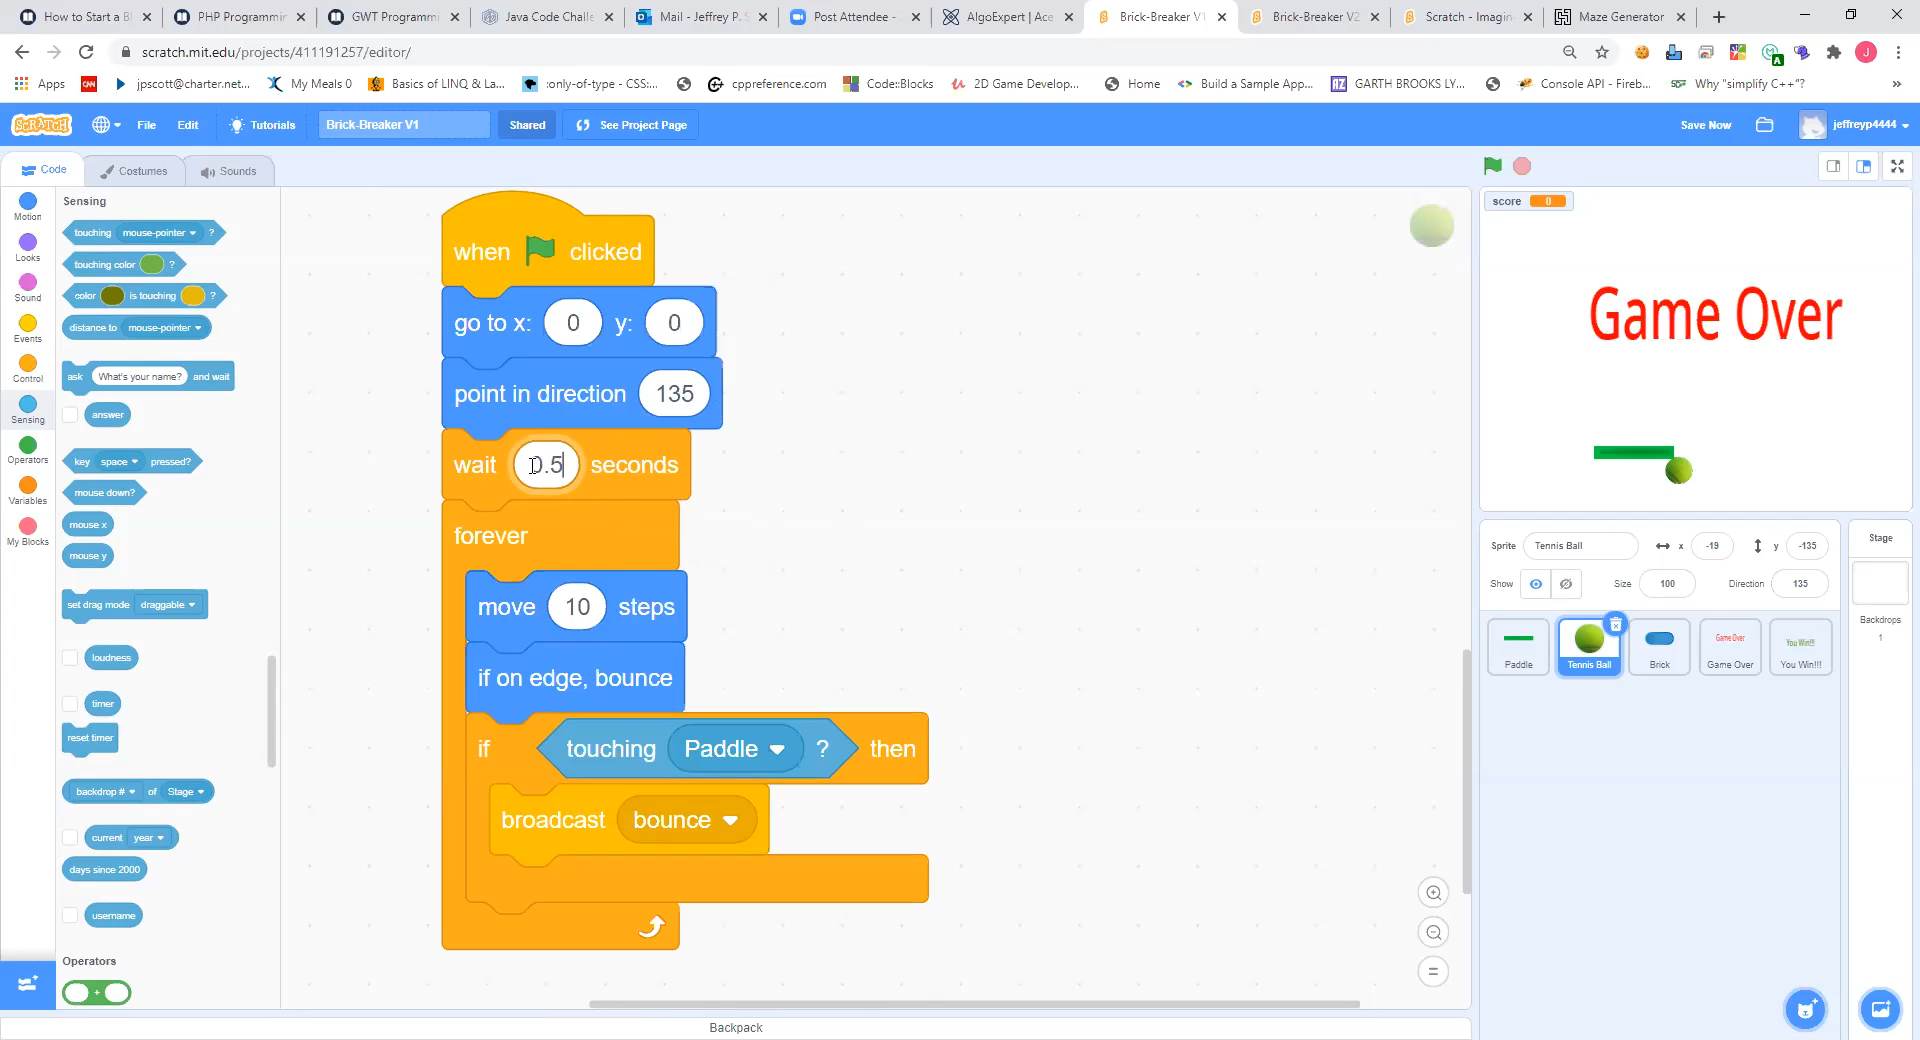 How to Start a B
PHP Programmin
GWT Programmi
Java Code Challe
Mail - Jeffrey P. S
Post Attendee -
AlgoExpert | Ace
Brick-Breaker V1
Brick-Breaker V2
Scratch - Imagin
Maze Generator
scratch.mit.edu/projects/411191257/editor/
Apps
jpscott@charter.net...
My Meals 0
Basics of LINQ & La...
:only-of-type - CSS:...
cppreference.com
Code::Blocks
2D Game Develop...
Home
Build a Sample App...
GARTH BROOKS LY...
Console API - Fireb...
Why "simplify C++"?
SCRATCH
File
Edit
Tutorials
Brick-Breaker V1
Shared
See Project Page
Save Now
jeffreyp4444
Code
Costumes
Sounds
Motion
Looks
Sound
Events
Control
Sensing
Operators
Variables
My Blocks
Sensing
touching mouse-pointer ?
touching color ?
color is touching ?
distance to mouse-pointer
ask What's your name? and wait
answer
key space pressed?
mouse down?
mouse x
mouse y
set drag mode draggable
loudness
timer
reset timer
backdrop # of Stage
current year
days since 2000
username
Operators
+
when clicked
go to x: 0 y: 0
point in direction 135
wait 0.5 seconds
forever
move 10 steps
if on edge, bounce
if touching Paddle ? then
broadcast bounce
Backpack
score 0
Game Over
Sprite Tennis Ball x -19 y -135
Show Size 100 Direction 135
Paddle
Tennis Ball
Brick
Game Over
Game Over
You Win!!!
You Win!!!
Stage
Backdrops
1